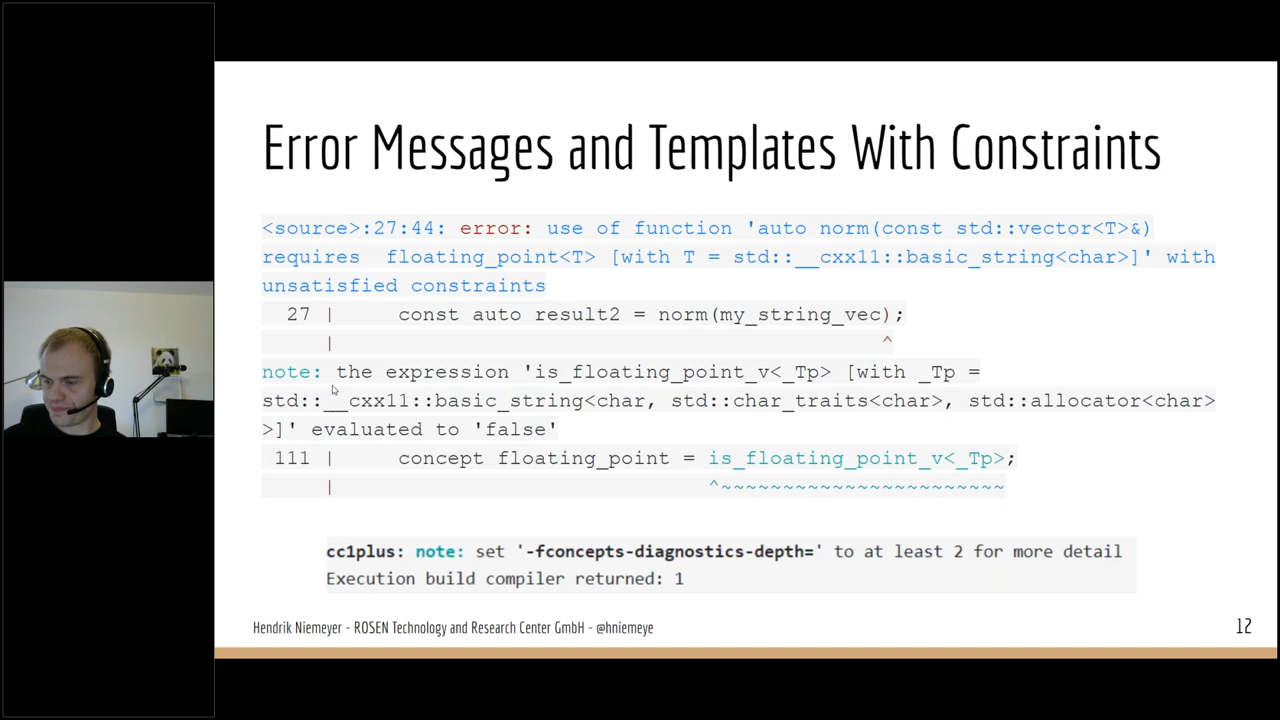 Error Messages and Templates With Constraints
<source>:27:44: error: use of function 'auto norm(const std::vector<T>&)
requires  floating_point<T> [with T = std::__cxx11::basic_string<char>]' with
unsatisfied constraints
27 |      const auto result2 = norm(my_string_vec);
|                                             ^
note: the expression 'is_floating_point_v<_Tp> [with _Tp =
std::__cxx11::basic_string<char, std::char_traits<char>, std::allocator<char>
>]' evaluated to 'false'
111 |     concept floating_point = is_floating_point_v<_Tp>;
|                              ^~~~~~~~~~~~~~~~~~~~~~~~
cc1plus: note: set '-fconcepts-diagnostics-depth=' to at least 2 for more detail
Execution build compiler returned: 1
Hendrik Niemeyer - ROSEN Technology and Research Center GmbH - @hniemeye
12